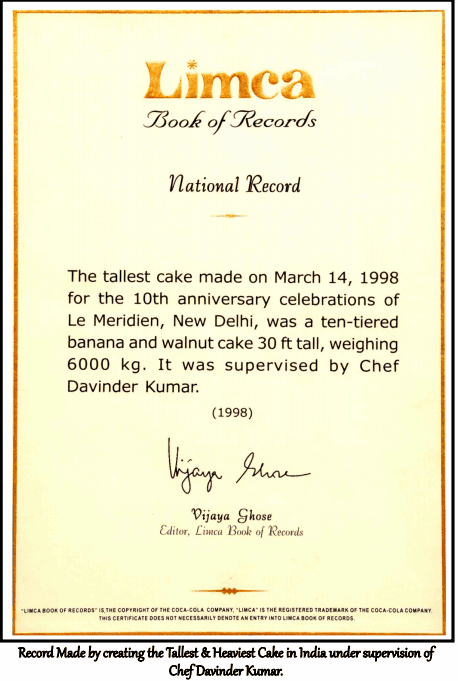 Limca
Book of Records
National Record
The tallest cake made on March 14, 1998
for the 10th anniversary celebrations of
Le Meridien, New Delhi, was a ten-tiered
banana and walnut cake 30 ft tall, weighing
6000 kg. It was supervised by Chef
Davinder Kumar.
(1998)
Vijaya Ghose
Vijaya Ghose
Editor, Limca Book of Records
"LIMCA BOOK OF RECORDS" IS THE COPYRIGHT OF THE COCA-COLA COMPANY, "LIMCA" IS THE REGISTERED TRADEMARK OF THE COCA-COLA COMPANY.
THIS CERTIFICATE DOES NOT NECESSARILY DENOTE AN ENTRY INTO LIMCA BOOK OF RECORDS.
Record Made by creating the Tallest & Heaviest Cake in India under supervision of
Chef Davinder Kumar.